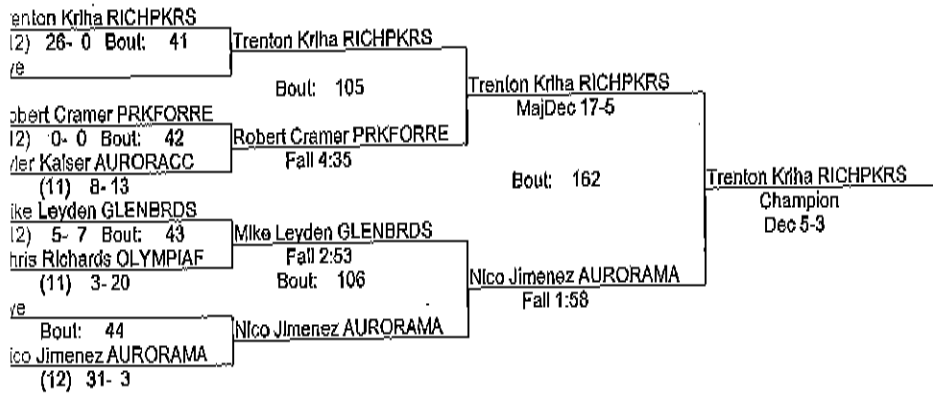 enton Kriha RICHPKRS
12) 26- 0 Bout: 41
ye
Trenton Kriha RICHPKRS
Bout: 105
obert Cramer PRKFORRE
12) 0- 0 Bout: 42
yler Kaiser AURORACC
(11) 8- 13
Robert Cramer PRKFORRE
Fall 4:35
Trenton Kriha RICHPKRS
MajDec 17-5
Bout: 162
ike Leyden GLENBRDS
12) 5- 7 Bout: 43
hris Richards OLYMPIAF
(11) 3- 20
Mike Leyden GLENBRDS
Fall 2:53
Bout: 106
ye
Bout: 44
ico Jimenez AURORAMA
(12) 31- 3
Nico Jimenez AURORAMA
Nico Jimenez AURORAMA
Fall 1:58
Trenton Kriha RICHPKRS
Champion
Dec 5-3